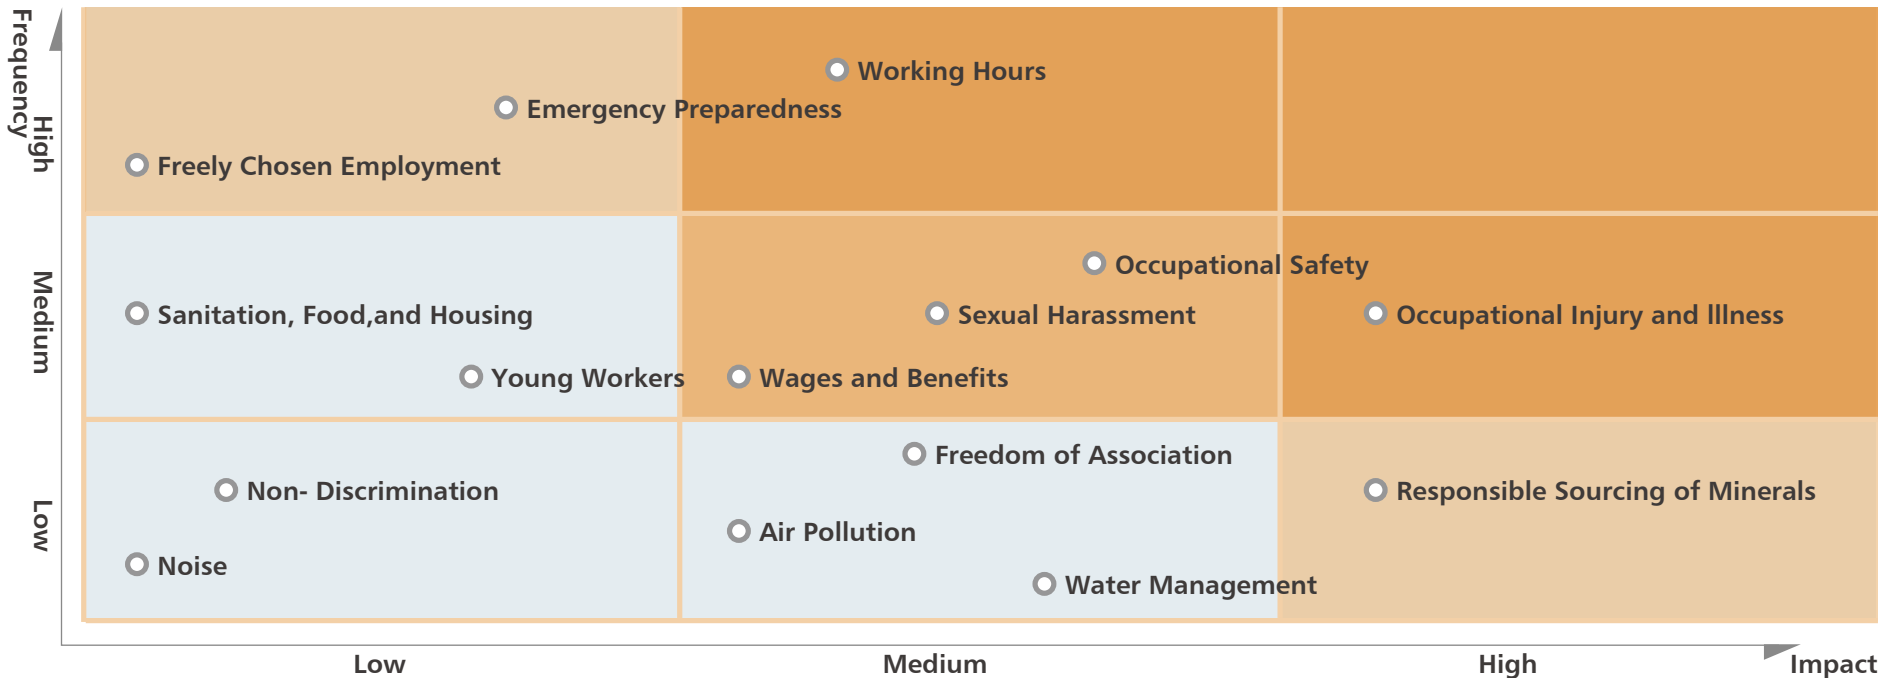 Frequency
High
Working Hours
Emergency Preparedness
Freely Chosen Employment
Medium
Occupational Safety
Sanitation, Food,and Housing
Sexual Harassment
Occupational Injury and lllness
Young Workers
Wages and Benefits
Low
Freedom of Association
Non- Discrimination
Responsible Sourcing of Minerals
Air Pollution
Noise
Water Management
Low
Medium
High
Impact